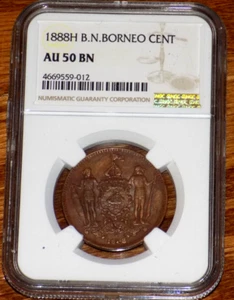 1888H B.N.BORNEO CENT
AU 50 BN
4669559-012
NUMISMATIC GUARANTY CORPORATION